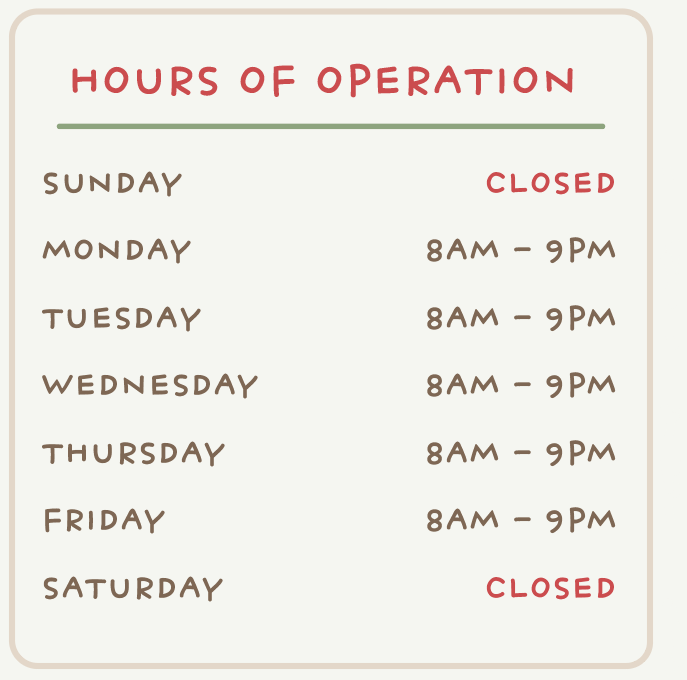 HOURS OF OPERATION
SUNDAY CLOSED
MONDAY 8AM - 9PM
TUESDAY 8AM - 9PM
WEDNESDAY 8AM - 9PM
THURSDAY 8AM - 9PM
FRIDAY 8AM - 9PM
SATURDAY CLOSED